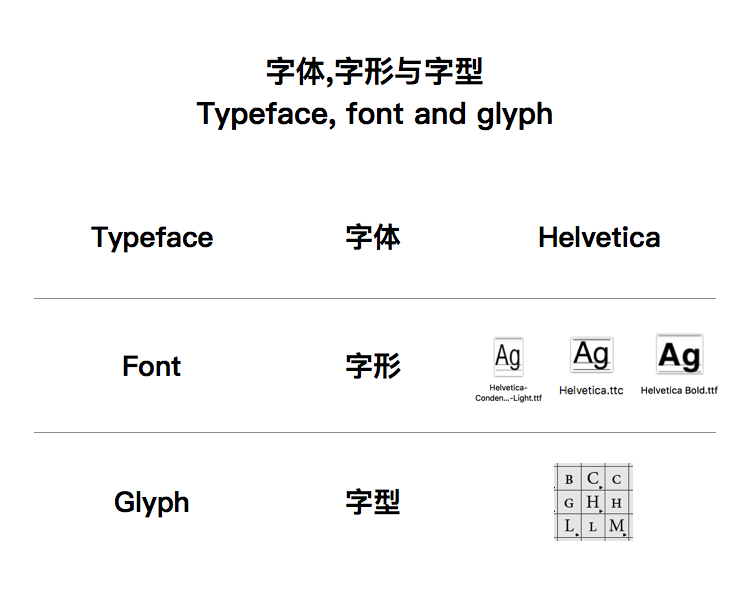 字体,字形与字型
Typeface, font and glyph
Typeface 字体 Helvetica
Font 字形
Ag Ag Ag
Helvetica-
Conden...-Light.ttf
Helvetica.ttc
Helvetica Bold.ttf
Glyph 字型
B C C
G H H
L L M